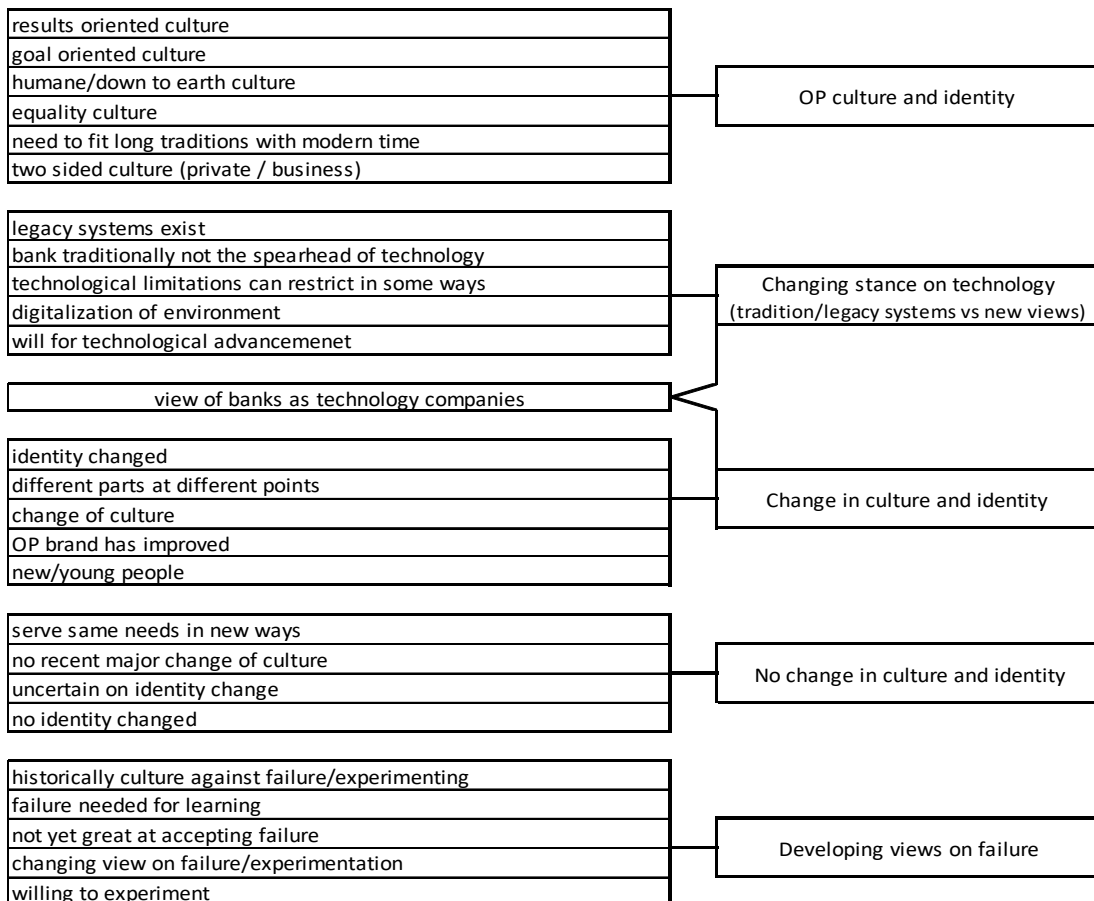 results oriented culture
goal oriented culture
humane/down to earth culture
equality culture
need to fit long traditions with modern time
two sided culture (private / business)
OP culture and identity
legacy systems exist
bank traditionally not the spearhead of technology
technological limitations can restrict in some ways
digitalization of environment
will for technological advancemenet
Changing stance on technology
(tradition/legacy systems vs new views)
view of banks as technology companies
identity changed
different parts at different points
change of culture
OP brand has improved
new/young people
Change in culture and identity
serve same needs in new ways
no recent major change of culture
uncertain on identity change
no identity changed
No change in culture and identity
historically culture against failure/experimenting
failure needed for learning
not yet great at accepting failure
changing view on failure/experimentation
willing to experiment
Developing views on failure